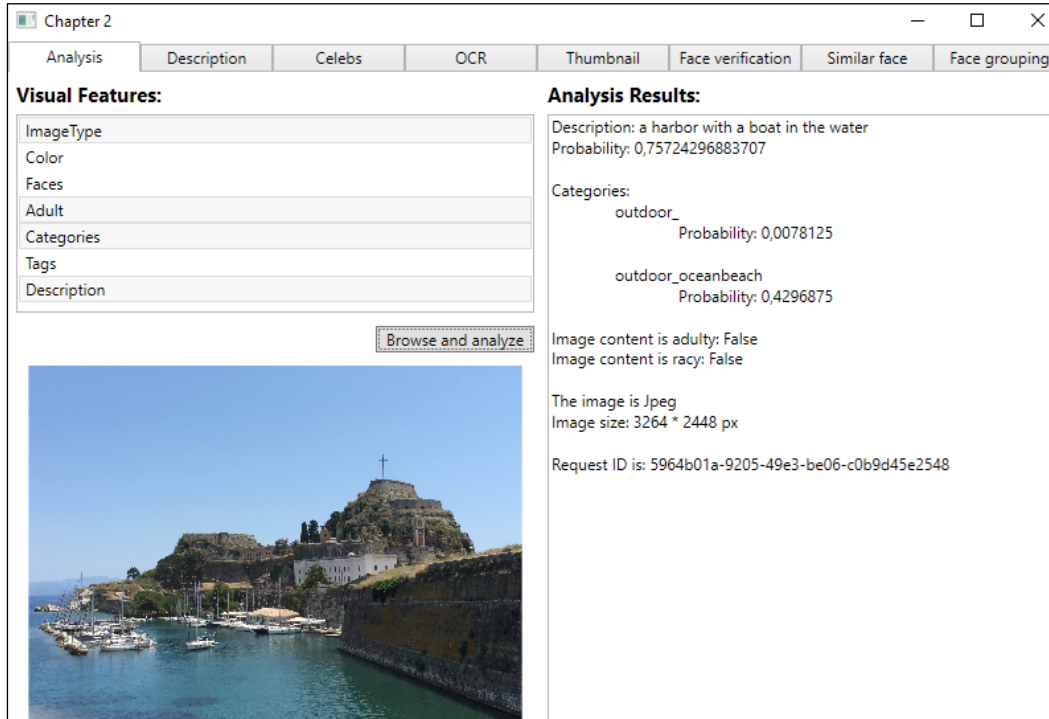 Chapter 2
Analysis
Description
Celebs
OCR
Thumbnail
Face verification
Similar face
Face grouping
Visual Features:
ImageType
Color
Faces
Adult
Categories
Tags
Description
Browse and analyze
Analysis Results:
Description: a harbor with a boat in the water
Probability: 0,75724296883707
Categories:
outdoor_
Probability: 0,0078125
outdoor_oceanbeach
Probability: 0,4296875
Image content is adulty: False
Image content is racy: False
The image is Jpeg
Image size: 3264 * 2448 px
Request ID is: 5964b01a-9205-49e3-be06-c0b9d45e2548